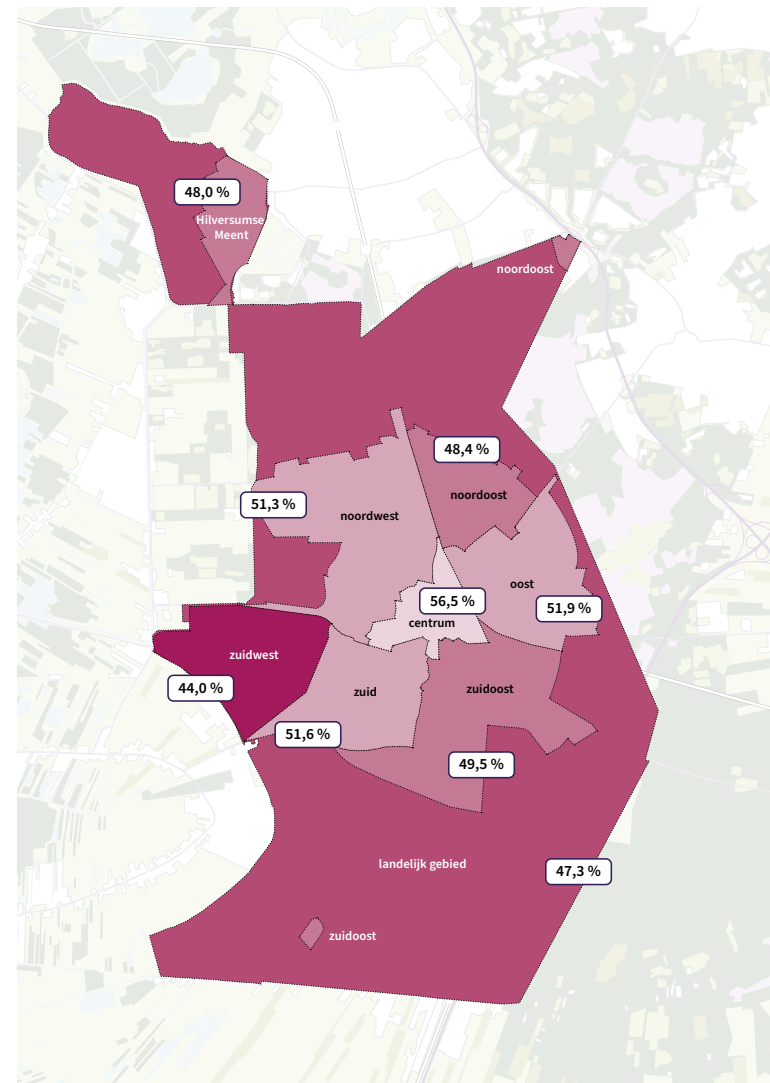 48,0 %
Hilversumse
Meent
noordoost
48,4 %
noordoost
51,3 %
noordwest
oost
56,5 %
51,9 %
centrum
zuidwest
44,0 %
zuid
zuidoost
51,6 %
49,5 %
landelijk gebied
47,3 %
zuidoost